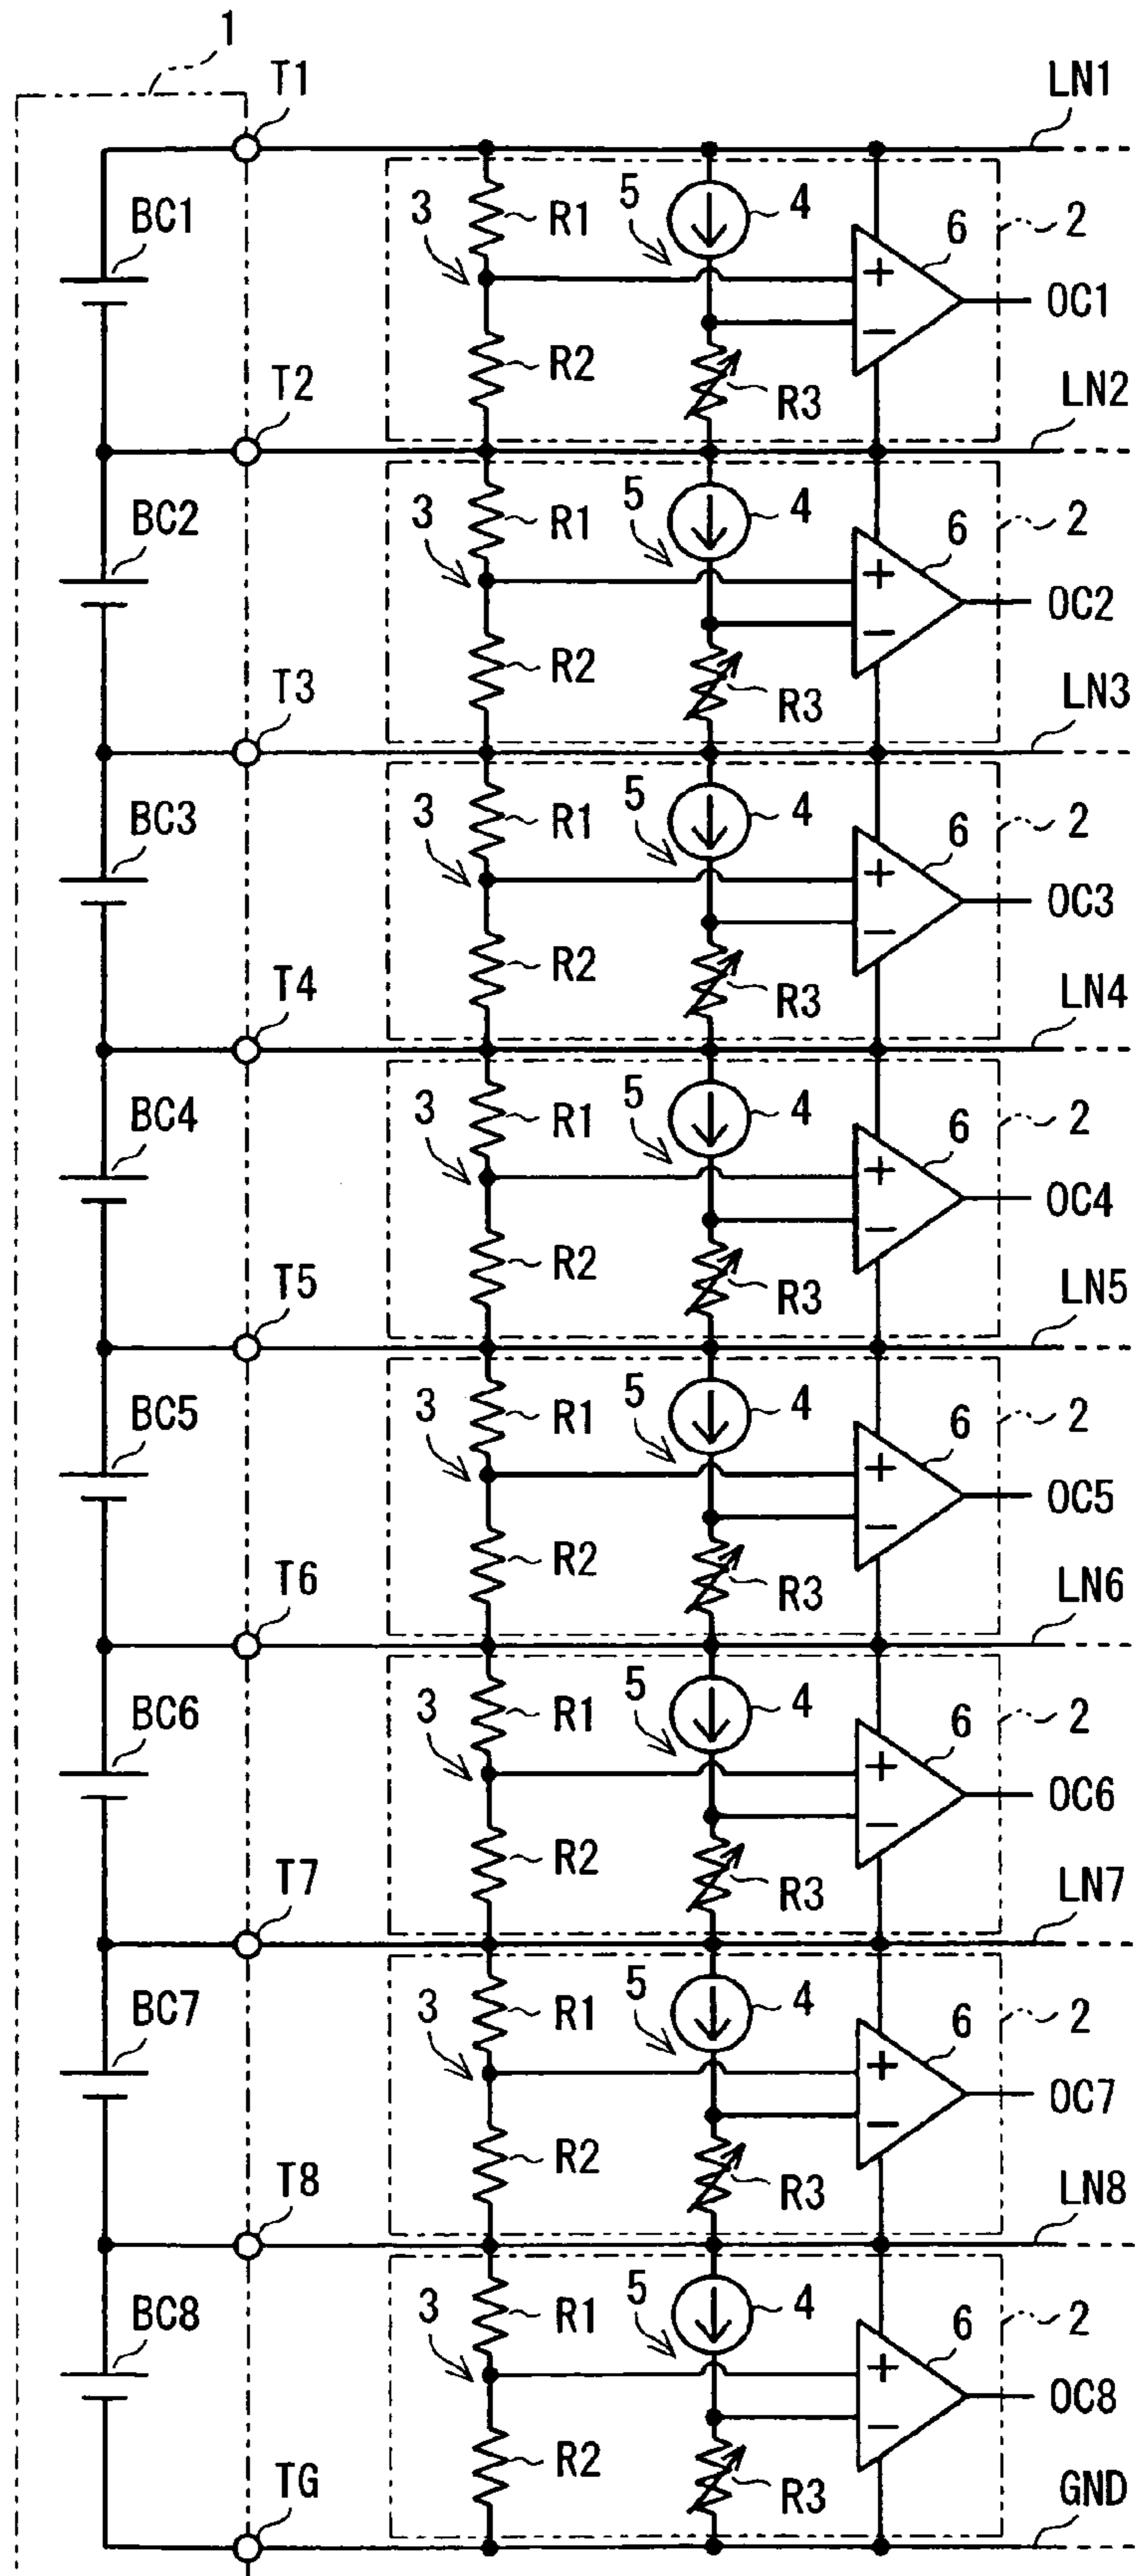 1
T1
LN1
BC1
3
R1
5
4
6
2
+
OC1
−
R2
R3
T2
LN2
BC2
3
R1
5
4
6
2
+
OC2
−
R2
R3
T3
LN3
BC3
3
R1
5
4
6
2
+
OC3
−
R2
R3
T4
LN4
BC4
3
R1
5
4
6
2
+
OC4
−
R2
R3
T5
LN5
BC5
3
R1
5
4
6
2
+
OC5
−
R2
R3
T6
LN6
BC6
3
R1
5
4
6
2
+
OC6
−
R2
R3
T7
LN7
BC7
3
R1
5
4
6
2
+
OC7
−
R2
R3
T8
LN8
BC8
3
R1
5
4
6
2
+
OC8
−
R2
R3
TG
GND